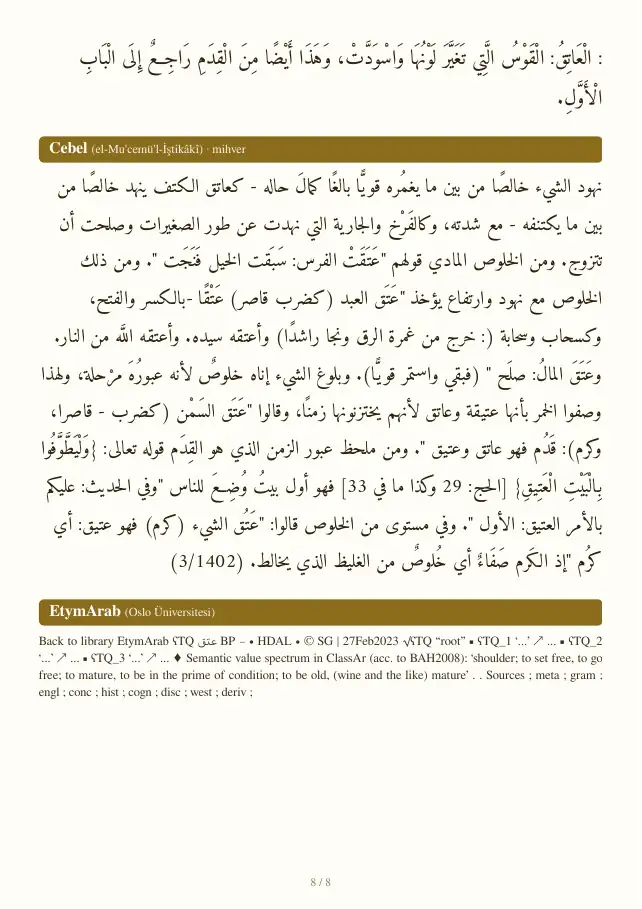 : الْعَاتِقُ: الْقَوْسُ الَّتِي تَغَيَّرَ لَوْنُهَا وَاسْوَدَّتْ، وَهَذَا أَيْضًا مِنَ الْقِدَمِ رَاجِعٌ إِلَى الْبَابِ
الْأَوَّلِ.
Cebel (el-Mu'cemü'l-İştikâkî) · mihver
نهود الشيء خالصًا من بين ما يغمُره قويًّا بالغًا كمالَ حاله - كعاتق الكتف ينهد خالصًا من
بين ما يكتنفه - مع شدته، وكالفَرْخ والجارية التي نهدت عن طور الصغيرات وصلحت أن
تتزوج. ومن الخلوص المادي قولهم "عَتَقَتْ الفرس: سَبَقت الخيل فَنَجَت ". ومن ذلك
الخلوص مع نهود وارتفاع يؤخذ "عَتَق العبد (كضرب قاصر) عَتْقًا -بالكسر والفتح،
وكسحاب وسحابة (: خرج من غمرة الرق ونجا راشدًا) وأعتقه سيده. وأعتقه الله من النار.
وعَتَقَ المالُ: صلَح " (فبقي واستمر قويًّا). وبلوغ الشيء إناه خلوصٌ لأنه عبورُهَ مرْحلة، ولهذا
وصفوا الخمر بأنها عتيقة وعاتق لأنهم يختزنونها زمنًا، وقالوا "عَتَق السَمْن (كضرب - قاصرا،
وكرم): قَدُم فهو عاتق وعتيق ". ومن ملحظ عبور الزمن الذي هو القِدَم قوله تعالى: {وَلْيَطَّوَّفُوا
بِالْبَيْتِ الْعَتِيقِ} [الحج: 29 وكذا ما في 33] فهو أول بيتُ وُضِعَ للناس "وفي الحديث: عليكم
بالأمر العتيق: الأول ". وفي مستوى من الخلوص قالوا: "عَتُق الشيء (كرم) فهو عتيق: أي
كرُم "إذ الكَرم صَفَاءٌ أي خُلوصٌ من الغليظ الذي يخالط. (3/1402)
EtymArab (Oslo Üniversitesi)
Back to library EtymArab ʕTQ عتق BP – • HDAL • © SG | 27Feb2023 √ʕTQ “root” ▪ ʕTQ_1 ‘...’ ↗ ... ▪ ʕTQ_2
‘...’ ↗ ... ▪ ʕTQ_3 ‘...’ ↗ ... ♦ Semantic value spectrum in ClassAr (acc. to BAH2008): ‘shoulder; to set free, to go
free; to mature, to be in the prime of condition; to be old, (wine and the like) mature’ . . Sources ; meta ; gram ;
engl ; conc ; hist ; cogn ; disc ; west ; deriv ;
8 / 8